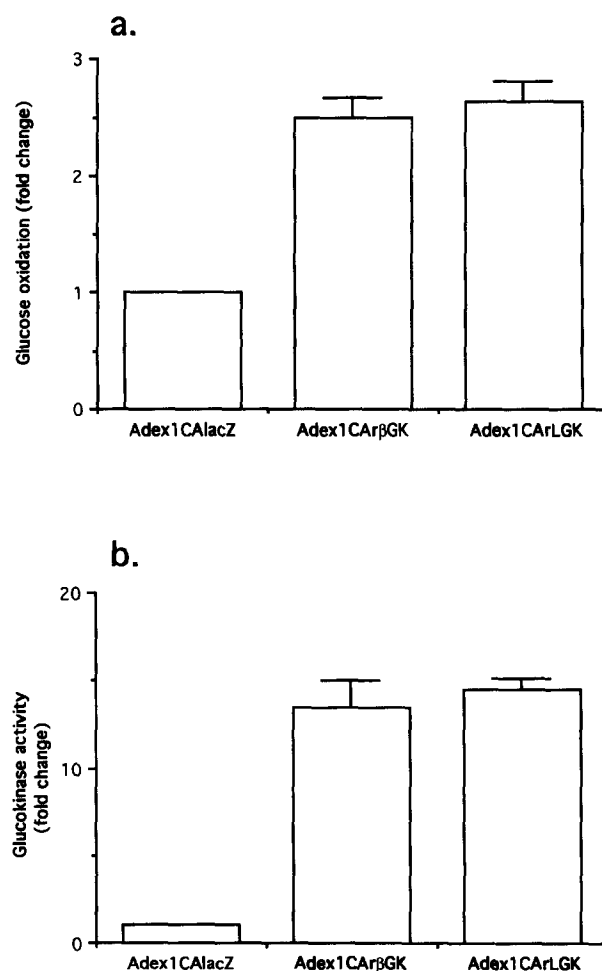 a.
Glucose oxidation (fold change)
3
2
1
0
Adex1CAlacZ Adex1CArβGK Adex1CArLGK
b.
Glucokinase activity
(fold change)
20
10
0
Adex1CAlacZ Adex1CArβGK Adex1CArLGK